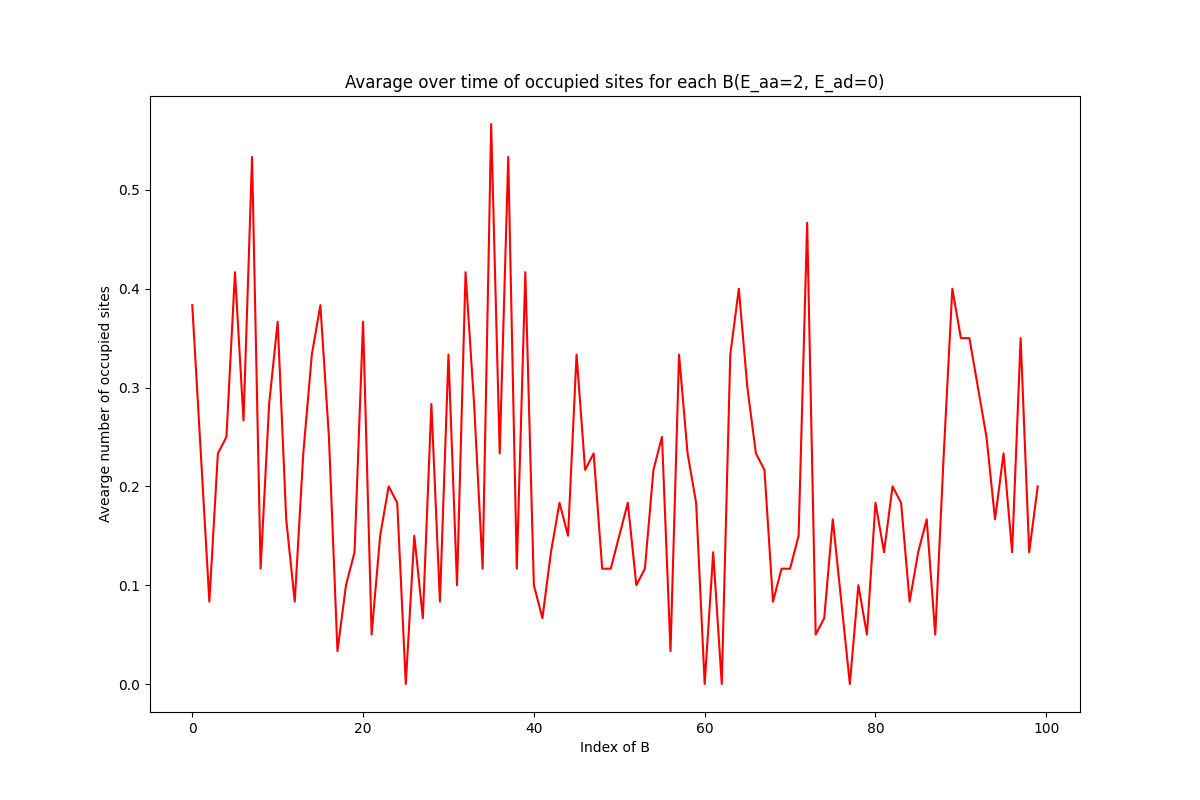 Avarage over time of occupied sites for each B(E_aa=2, E_ad=0)
Avearge number of occupied sites
0.5
0.4
0.3
0.2
0.1
0.0
0 20 40 60 80 100
Index of B